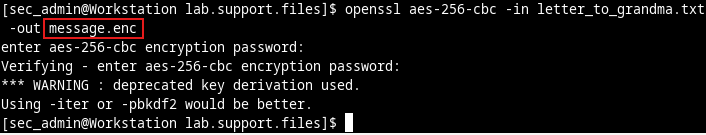 [sec_admin@Workstation lab.support.files]$ openssl aes-256-cbc -in letter_to_grandma.txt
-out message.enc
enter aes-256-cbc encryption password:
Verifying - enter aes-256-cbc encryption password:
*** WARNING : deprecated key derivation used.
Using -iter or -pbkdf2 would be better.
[sec_admin@Workstation lab.support.files]$